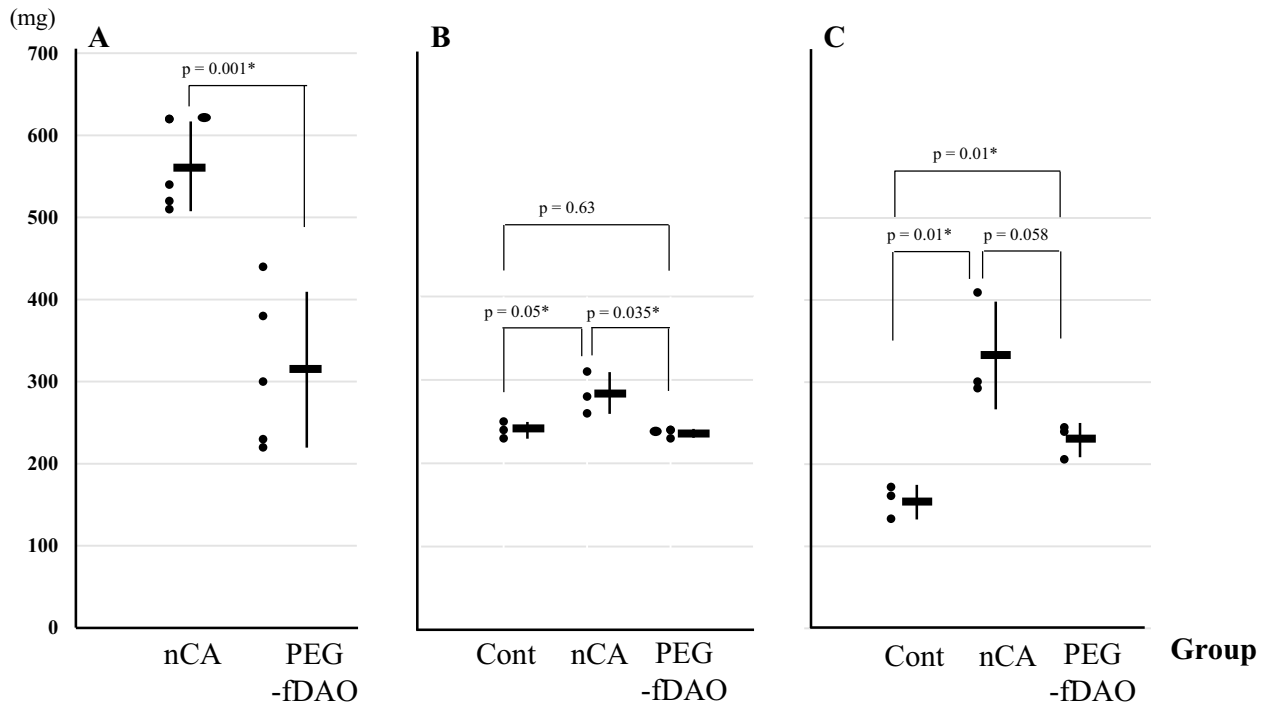 (mg)
A
B
C
700
600
500
400
300
200
100
0
p = 0.001*
p = 0.63
p = 0.05*
p = 0.035*
p = 0.01*
p = 0.01*
p = 0.058
nCA
PEG
-fDAO
Cont
nCA
PEG
-fDAO
Cont
nCA
PEG
-fDAO
Group